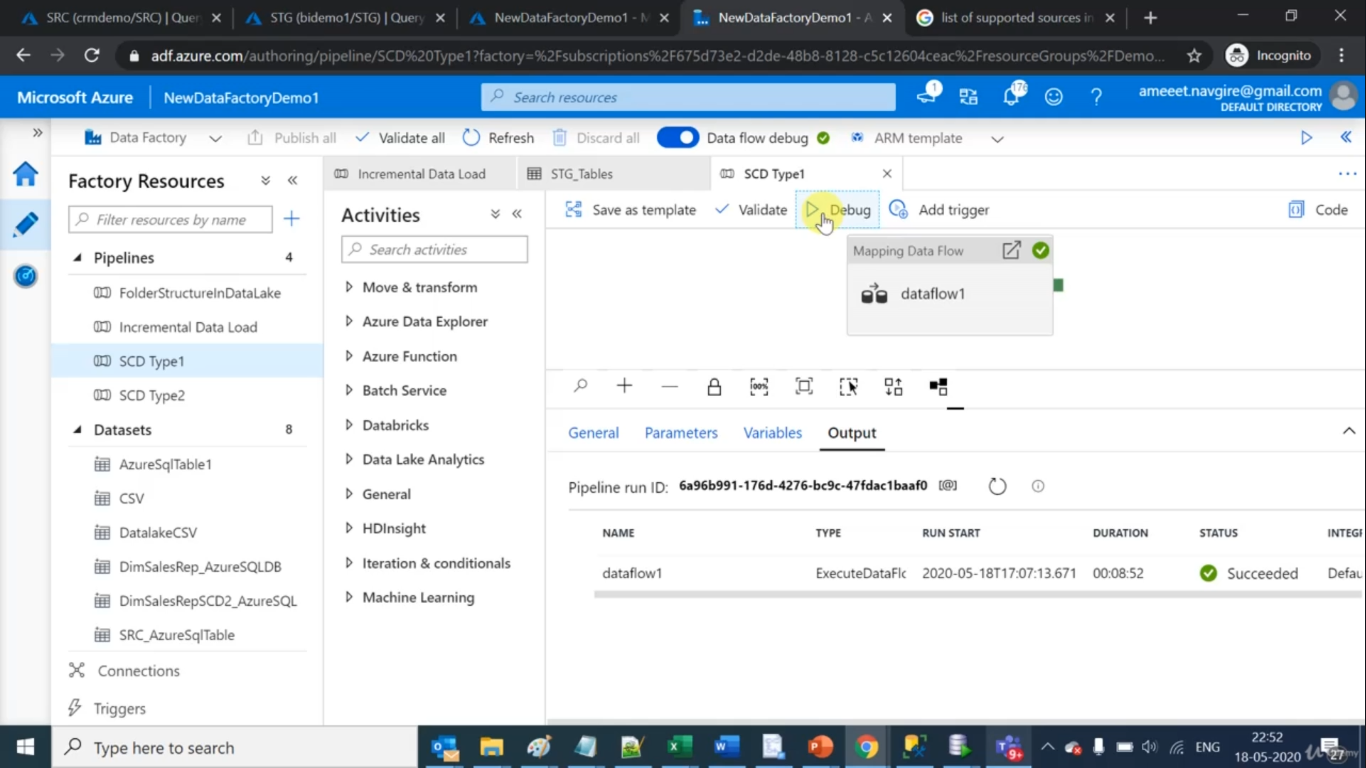 SRC (crmdemo/SRC) | Quer
STG (bidemo1/STG) | Query
NewDataFactoryDemo1 - M
NewDataFactoryDemo1 - A
list of supported sources in
adf.azure.com/authoring/pipeline/SCD%20Type1?factory=%2Fsubscriptions%2F675d73e2-d2de-48b8-8128-c5c12604ceac%2FresourceGroups%2FDemo...
Incognito
Microsoft Azure
NewDataFactoryDemo1
Search resources
1
176
ameeet.navgire@gmail.com
DEFAULT DIRECTORY
Data Factory
Publish all
Validate all
Refresh
Discard all
Data flow debug
ARM template
Factory Resources
Incremental Data Load
STG_Tables
SCD Type1
Filter resources by name
Activities
Save as template
Validate
Debug
Add trigger
Code
Search activities
Pipelines 4
FolderStructureInDataLake
Incremental Data Load
SCD Type1
SCD Type2
Datasets 8
AzureSqlTable1
CSV
DatalakeCSV
DimSalesRep_AzureSQLDB
DimSalesRepSCD2_AzureSQL
SRC_AzureSqlTable
Connections
Triggers
Move & transform
Azure Data Explorer
Azure Function
Batch Service
Databricks
Data Lake Analytics
General
HDInsight
Iteration & conditionals
Machine Learning
Mapping Data Flow
dataflow1
General
Parameters
Variables
Output
Pipeline run ID: 6a96b991-176d-4276-bc9c-47fdac1baaf0 [@]
NAME TYPE RUN START DURATION STATUS INTEGR
dataflow1 ExecuteDataFlo 2020-05-18T17:07:13.671 00:08:52 Succeeded Defau
Type here to search
ENG
22:52
18-05-2020
27